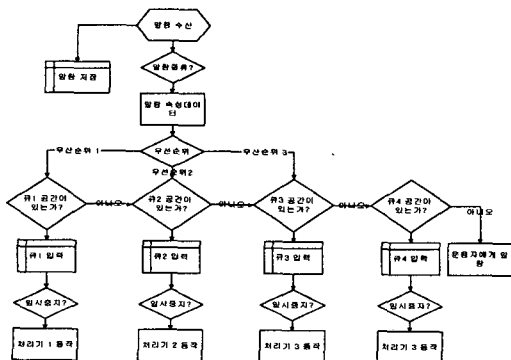 알람 수신
알람종류?
알람 저장
알람 속성데이
터
우선순위 1
우선순위
우선순위 3
우선순위2
큐1 공간이
있는가?
아니오
큐2 공간이
있는가?
아니오
큐3 공간이
있는가?
아니오
큐4 공간이
있는가?
아니오
큐1 입력
큐2 입력
큐3 입력
큐4 입력
운용자에게 알
람
일시중지?
일시중지?
일시중지?
일시중지?
처리기 1 동작
처리기 2 동작
처리기 3 동작
처리기 3 동작